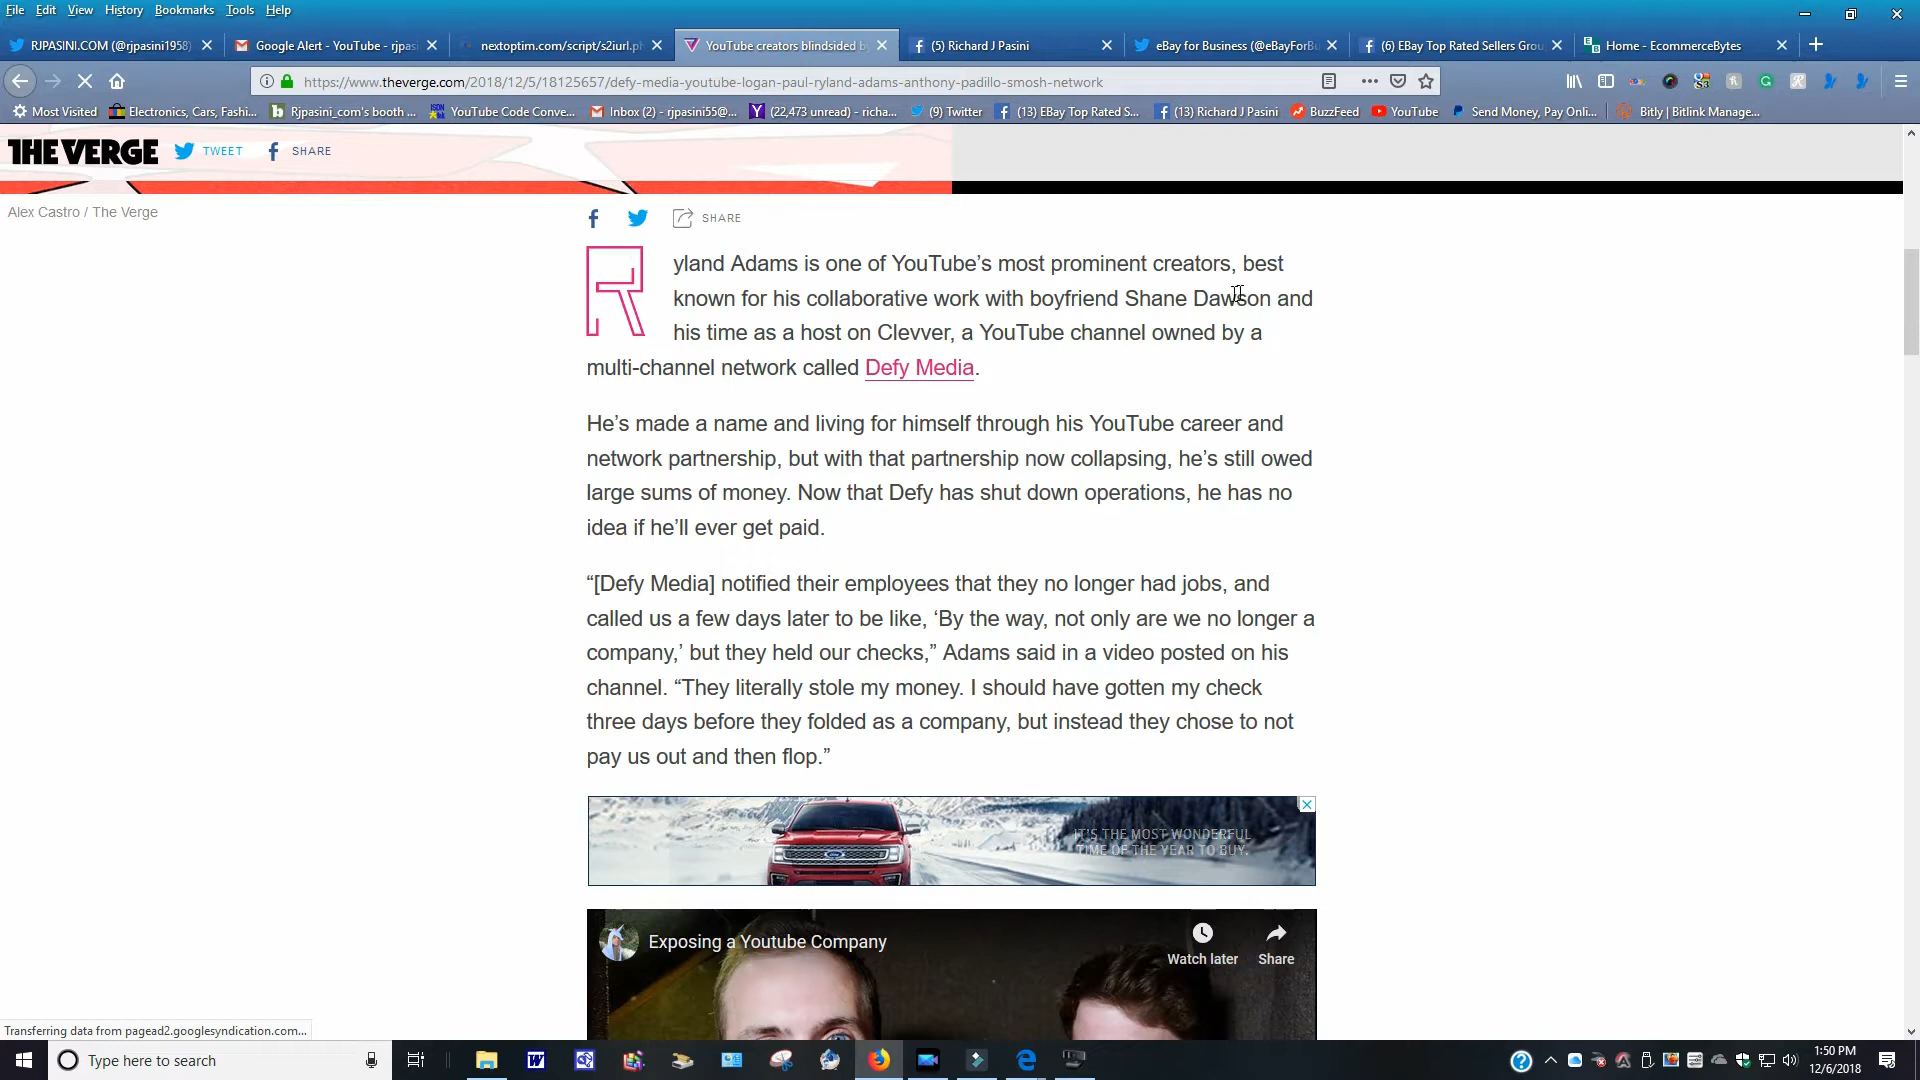 File Edit View History Bookmarks Tools Help
RJPASINI.COM (@rjpasini1958) Google Alert - YouTube - rjpas nextoptim.com/script/s2iurl.p YouTube creators blindsided b (5) Richard J Pasini eBay for Business (@eBayForBu (6) EBay Top Rated Sellers Grou Home - EcommerceBytes
https://www.theverge.com/2018/12/5/18125657/defy-media-youtube-logan-paul-ryland-adams-anthony-padillo-smosh-network
Most Visited Electronics, Cars, Fashi... Rjpasini_com's booth ... YouTube Code Conve... Inbox (2) - rjpasini55@... (22,473 unread) - richa... (9) Twitter (13) EBay Top Rated S... (13) Richard J Pasini BuzzFeed YouTube Send Money, Pay Onli... Bitly | Bitlink Manage...
THE VERGE TWEET SHARE
Alex Castro / The Verge
SHARE
Ryland Adams is one of YouTube’s most prominent creators, best
known for his collaborative work with boyfriend Shane Dawson and
his time as a host on Clevver, a YouTube channel owned by a
multi-channel network called Defy Media.
He’s made a name and living for himself through his YouTube career and
network partnership, but with that partnership now collapsing, he’s still owed
large sums of money. Now that Defy has shut down operations, he has no
idea if he’ll ever get paid.
“[Defy Media] notified their employees that they no longer had jobs, and
called us a few days later to be like, ‘By the way, not only are we no longer a
company,’ but they held our checks,” Adams said in a video posted on his
channel. “They literally stole my money. I should have gotten my check
three days before they folded as a company, but instead they chose to not
pay us out and then flop.”
IT'S THE MOST WONDERFUL
TIME OF THE YEAR TO BUY.
Exposing a Youtube Company
Watch later Share
Transferring data from pagead2.googlesyndication.com...
Type here to search
1:50 PM
12/6/2018